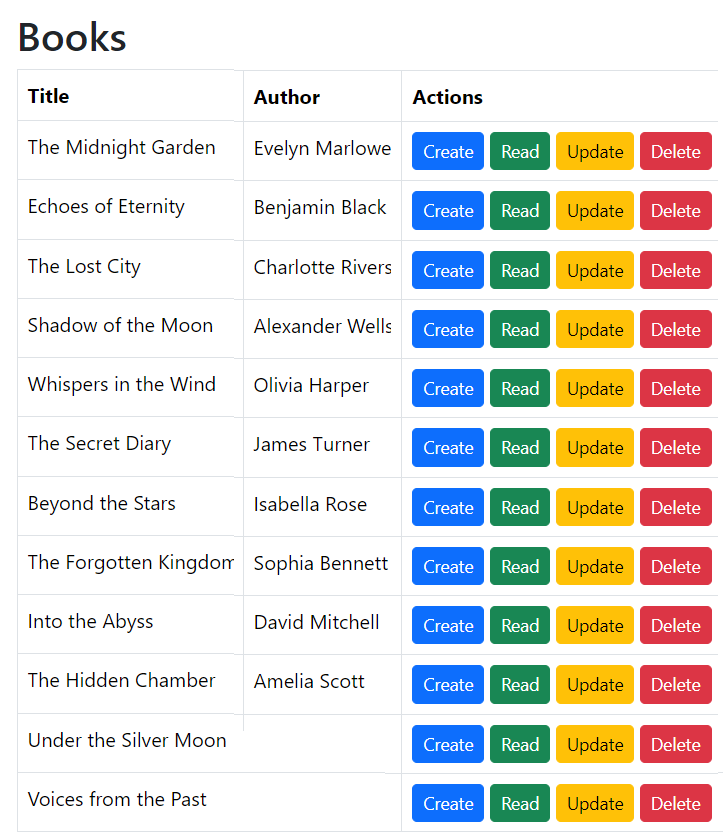 Books
Title Author Actions
The Midnight Garden Evelyn Marlowe Create Read Update Delete
Echoes of Eternity Benjamin Black Create Read Update Delete
The Lost City Charlotte Rivers Create Read Update Delete
Shadow of the Moon Alexander Wells Create Read Update Delete
Whispers in the Wind Olivia Harper Create Read Update Delete
The Secret Diary James Turner Create Read Update Delete
Beyond the Stars Isabella Rose Create Read Update Delete
The Forgotten Kingdom Sophia Bennett Create Read Update Delete
Into the Abyss David Mitchell Create Read Update Delete
The Hidden Chamber Amelia Scott Create Read Update Delete
Under the Silver Moon Create Read Update Delete
Voices from the Past Create Read Update Delete